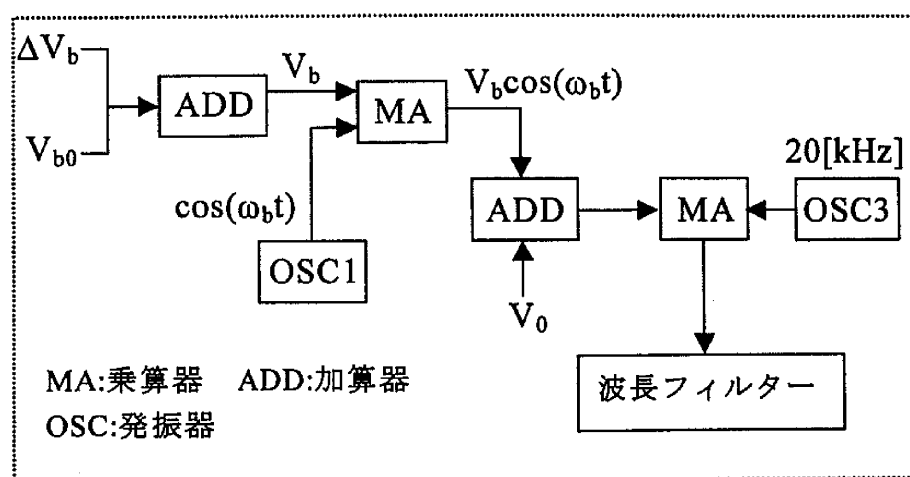 ΔV_b
V_b0
ADD
V_b
MA
V_bcos(ω_bt)
cos(ω_bt)
OSC1
ADD
V_0
MA
20[kHz]
OSC3
波長フィルター
MA:乗算器 ADD:加算器
OSC:発振器